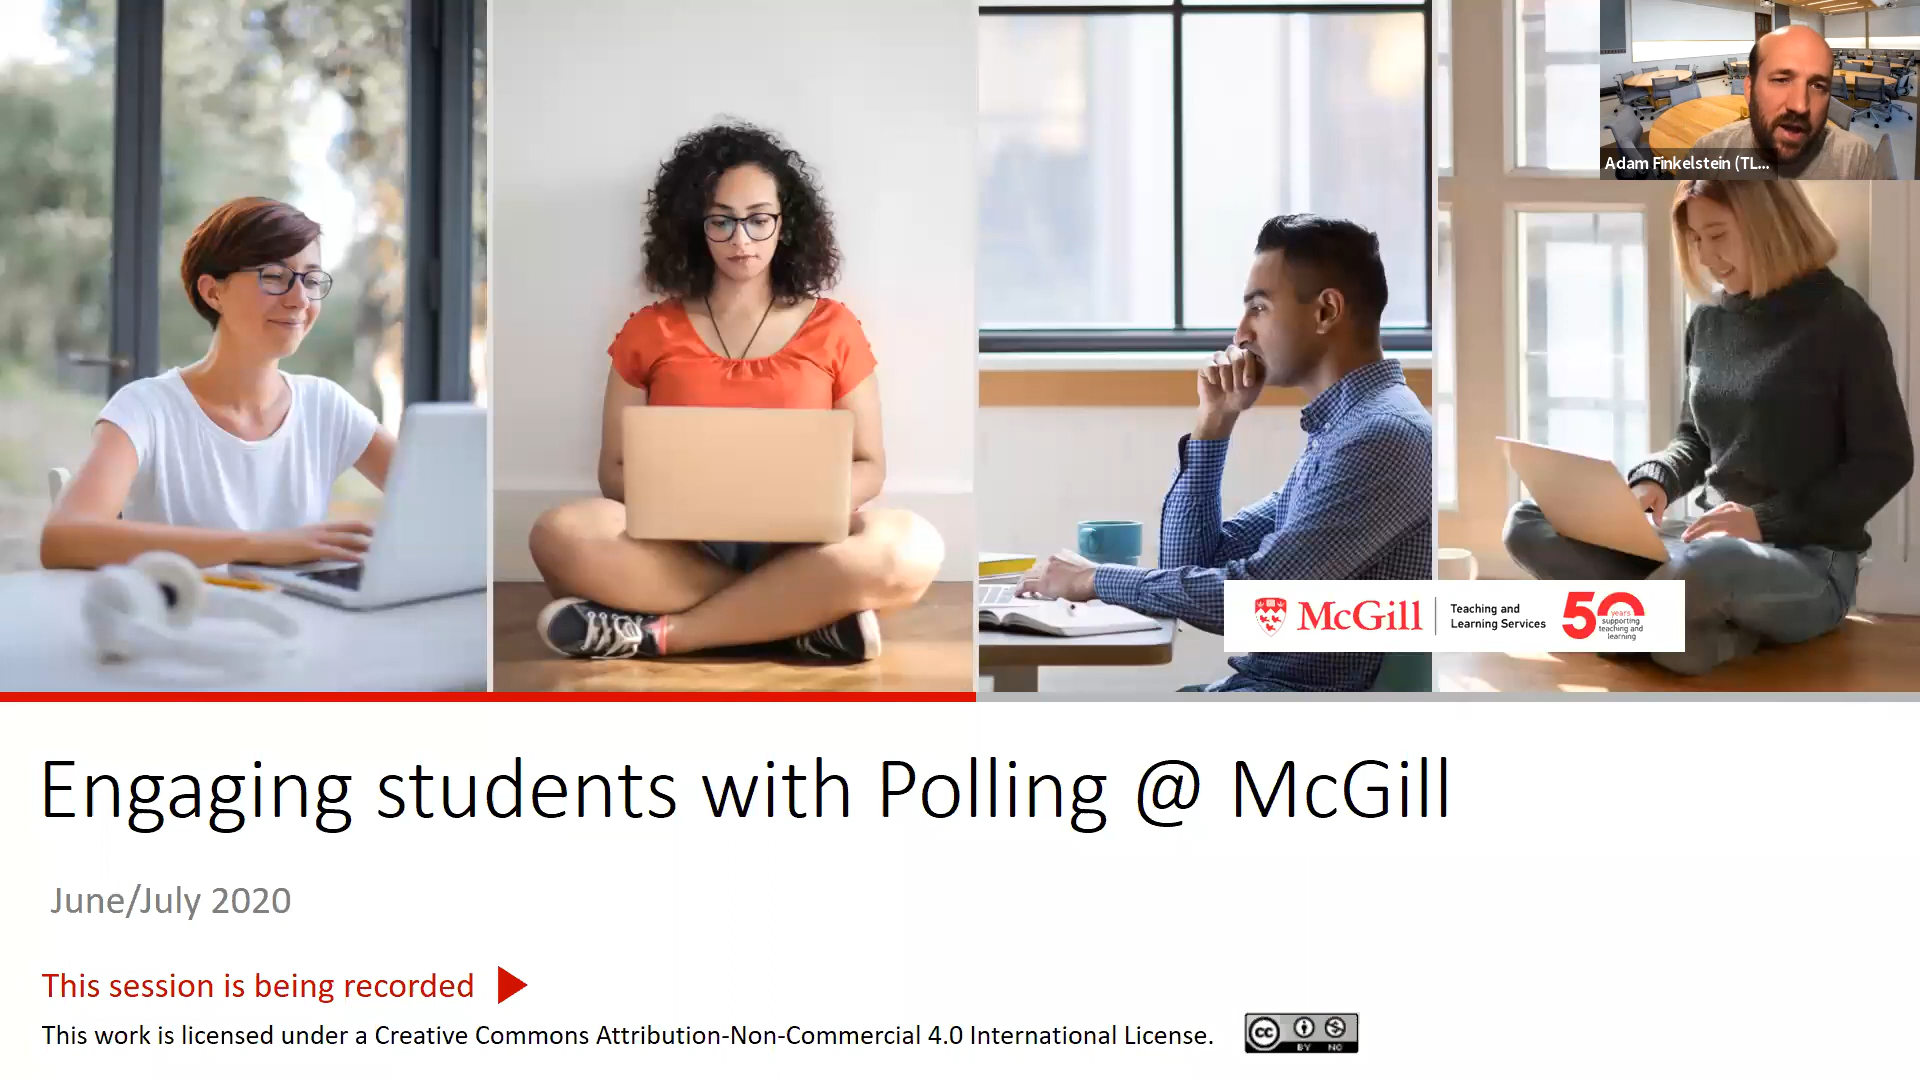 Adam Finkelstein (TL...
McGill
Teaching and
Learning Services
50
years
supporting
teaching and
learning
Engaging students with Polling @ McGill
June/July 2020
This session is being recorded
This work is licensed under a Creative Commons Attribution-Non-Commercial 4.0 International License.
cc
BY NC